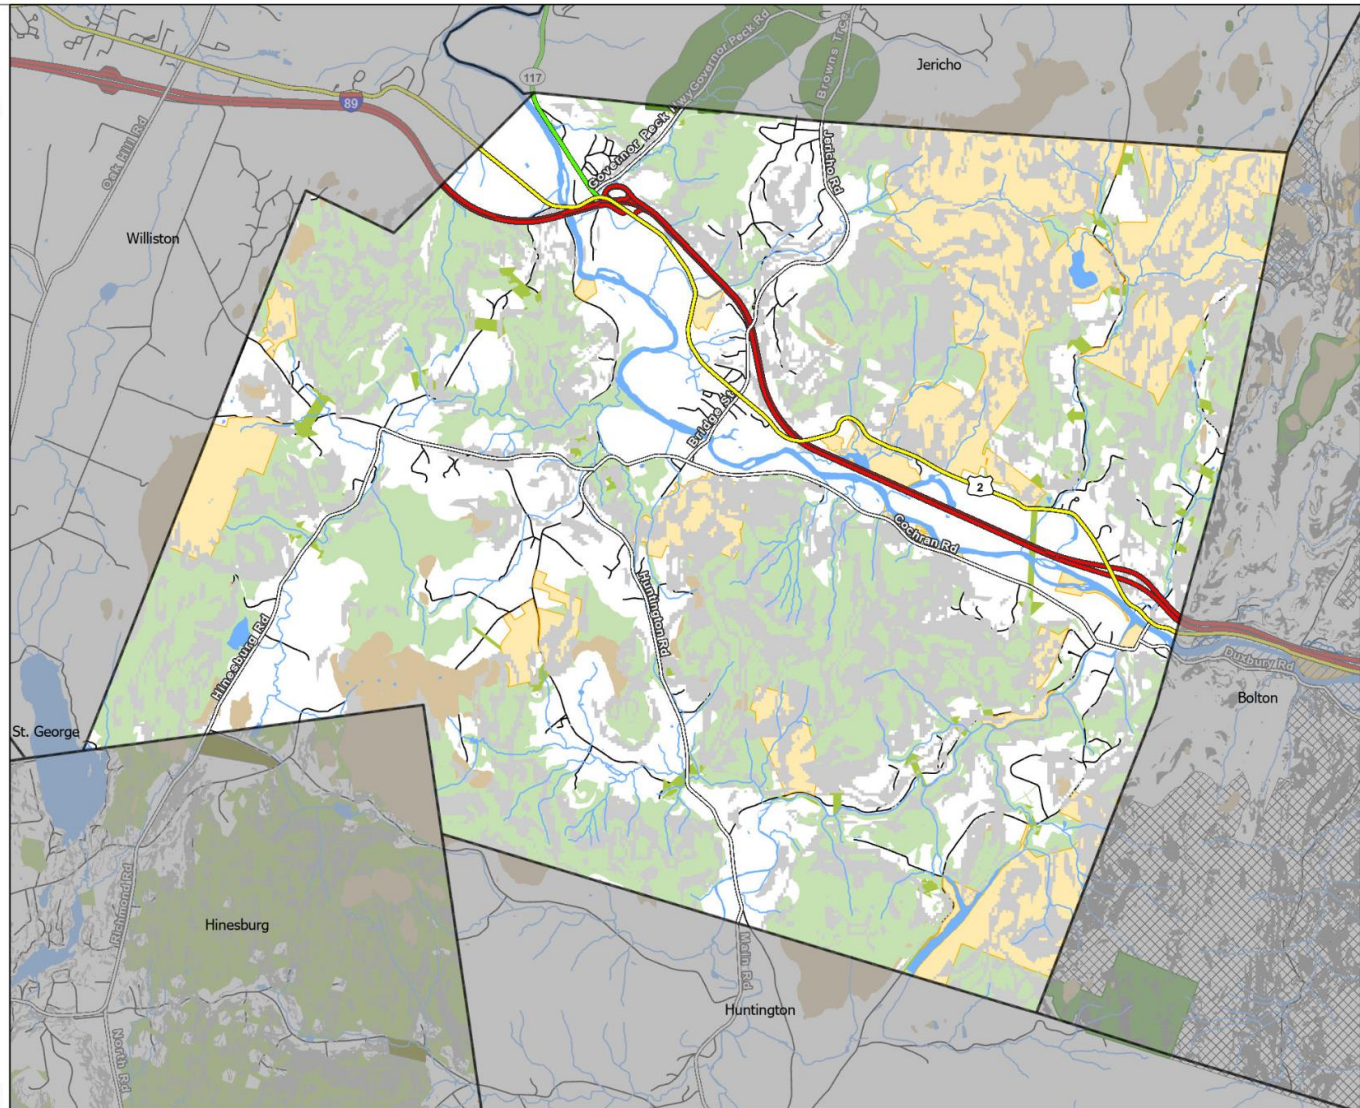 Jericho
117
89
Governor Peck Hwy
Governor Peck Rd
Browns Trce
Oak Hill Rd
Jericho Rd
Williston
Bridge St
2
Cochran Rd
Huntington Rd
Hinesburg Rd
Duxbury Rd
Bolton
St. George
Richmond Rd
Hinesburg
Main Rd
Huntington
North Rd